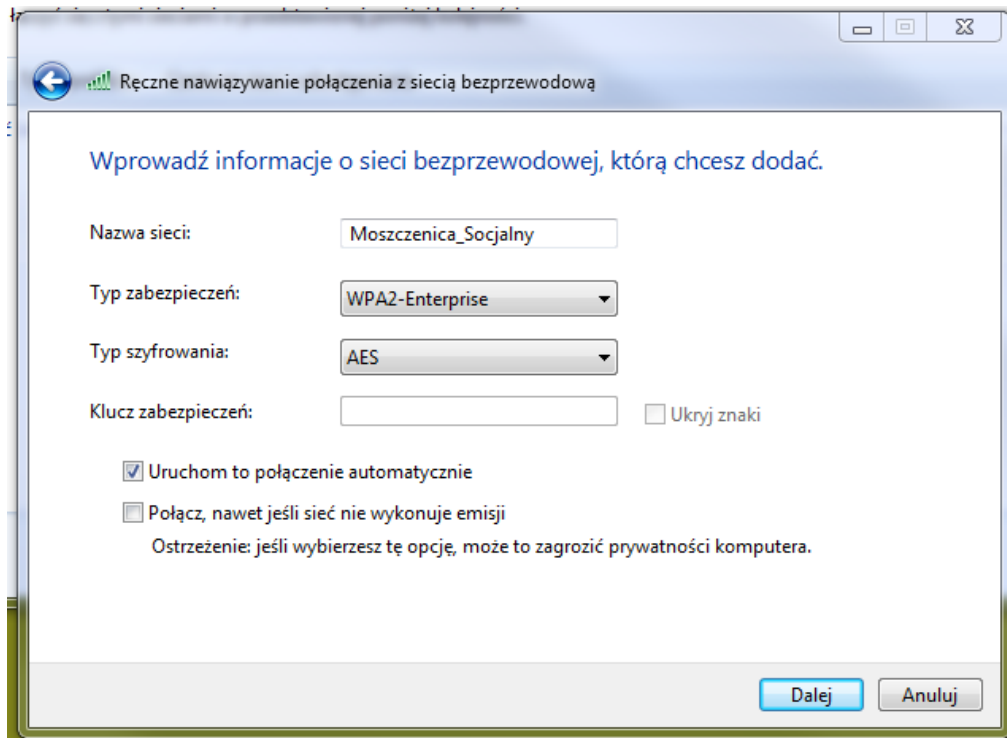 Ręczne nawiązywanie połączenia z siecią bezprzewodową
Wprowadź informacje o sieci bezprzewodowej, którą chcesz dodać.
Nazwa sieci: Moszczenica_Socjalny
Typ zabezpieczeń: WPA2-Enterprise
Typ szyfrowania: AES
Klucz zabezpieczeń: Ukryj znaki
Uruchom to połączenie automatycznie
Połącz, nawet jeśli sieć nie wykonuje emisji
Ostrzeżenie: jeśli wybierzesz tę opcję, może to zagrozić prywatności komputera.
Dalej Anuluj